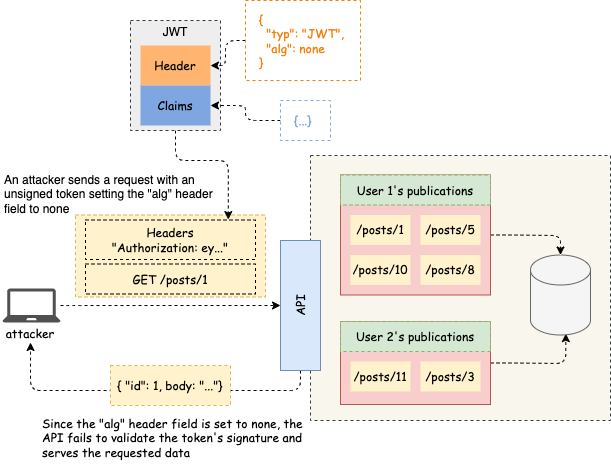 JWT
{
"typ": "JWT",
"alg": none
}
Header
Claims
{...}
An attacker sends a request with an
unsigned token setting the "alg" header
field to none
Headers
"Authorization: ey..."
GET /posts/1
attacker
API
User 1's publications
/posts/1
/posts/5
/posts/10
/posts/8
User 2's publications
/posts/11
/posts/3
{ "id": 1, body: "..."}
Since the "alg" header field is set to none, the
API fails to validate the token's signature and
serves the requested data